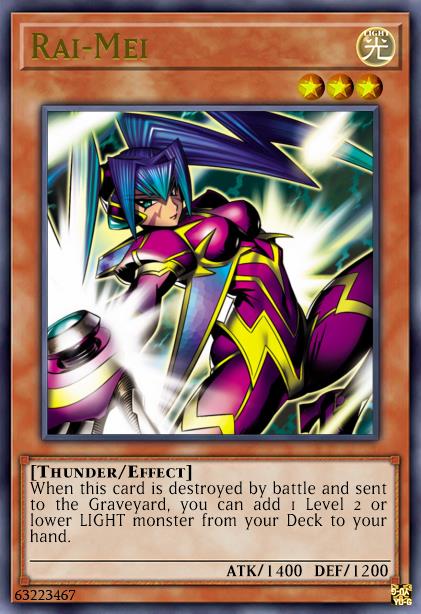 Rai-Mei
LIGHT
光
[Thunder/Effect]
When this card is destroyed by battle and sent
to the Graveyard, you can add 1 Level 2 or
lower LIGHT monster from your Deck to your
hand.
ATK/1400 DEF/1200
63223467